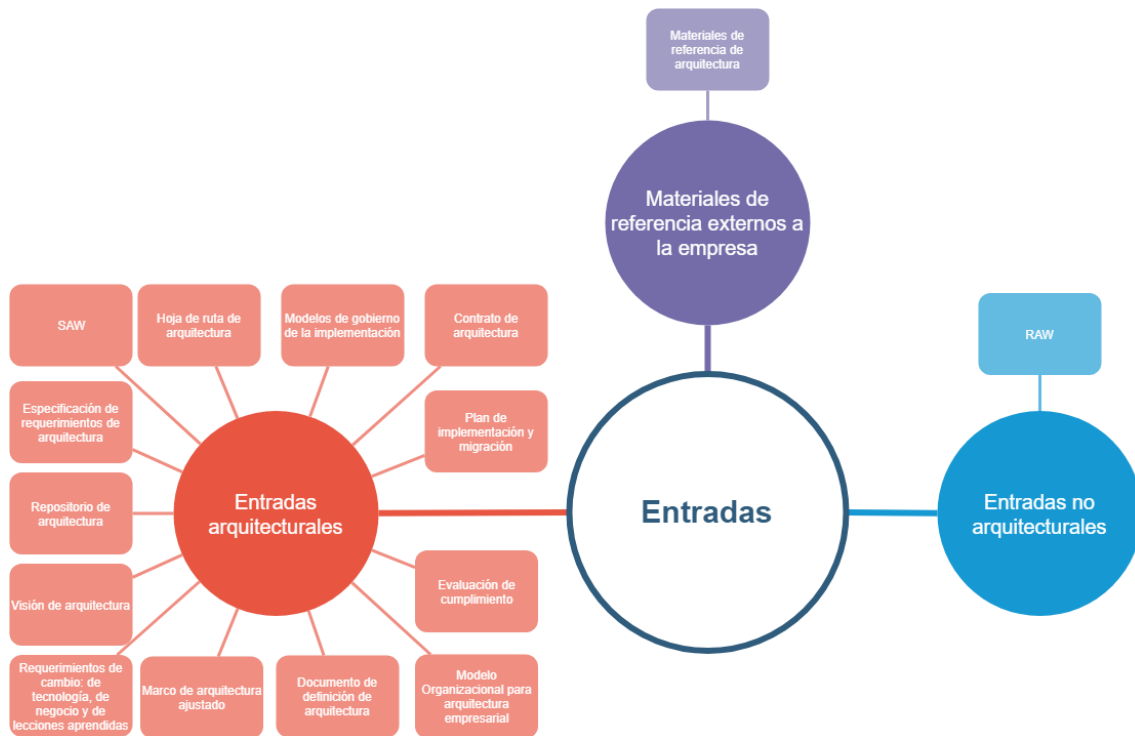 Materiales de
referencia de
arquitectura
Materiales de
referencia externos a
la empresa
SAW
Hoja de ruta de
arquitectura
Modelos de gobierno
de la implementación
Contrato de
arquitectura
RAW
Especificación de
requerimientos de
arquitectura
Plan de
implementación y
migración
Repositorio de
arquitectura
Entradas
arquitecturales
Entradas
Entradas no
arquitecturales
Visión de arquitectura
Evaluación de
cumplimiento
Requerimientos de
cambio: de
tecnología, de
negocio y de
lecciones aprendidas
Marco de arquitectura
ajustado
Documento de
definición de
arquitectura
Modelo
Organizacional para
arquitectura
empresarial